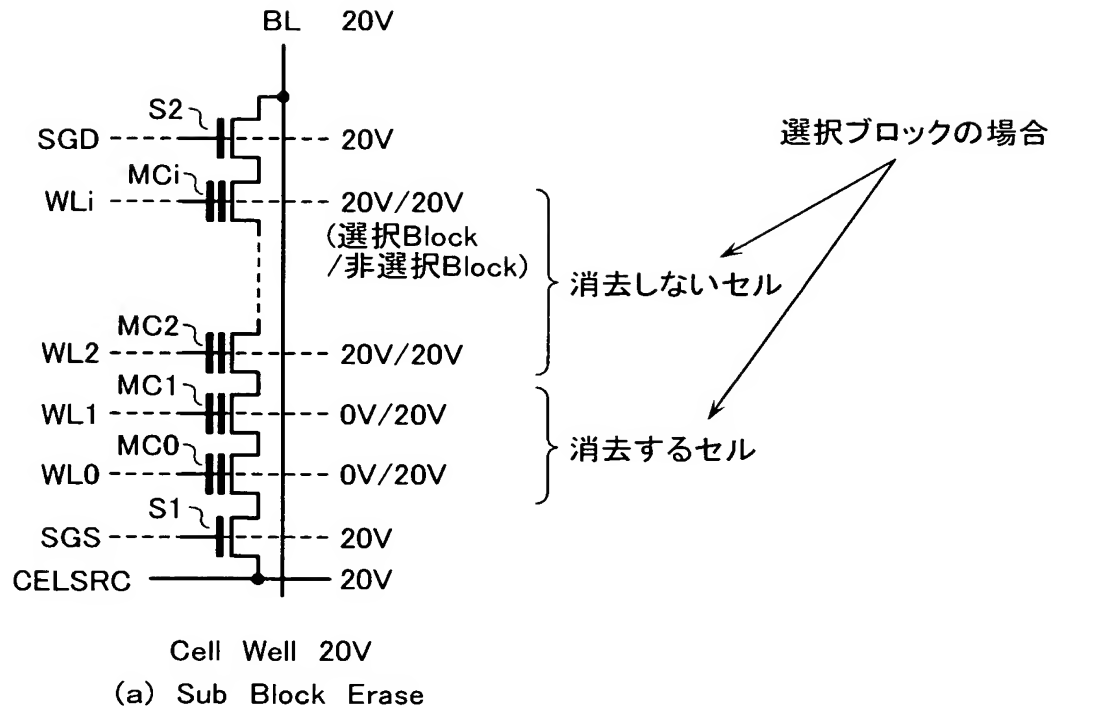 BL 20V
S2
SGD 20V
選択ブロックの場合
MCi
WLi 20V/20V
(選択Block
/非選択Block)
消去しないセル
MC2
WL2 20V/20V
MC1
WL1 0V/20V
消去するセル
MC0
WL0 0V/20V
S1
SGS 20V
CELSRC 20V
Cell Well 20V
(a) Sub Block Erase